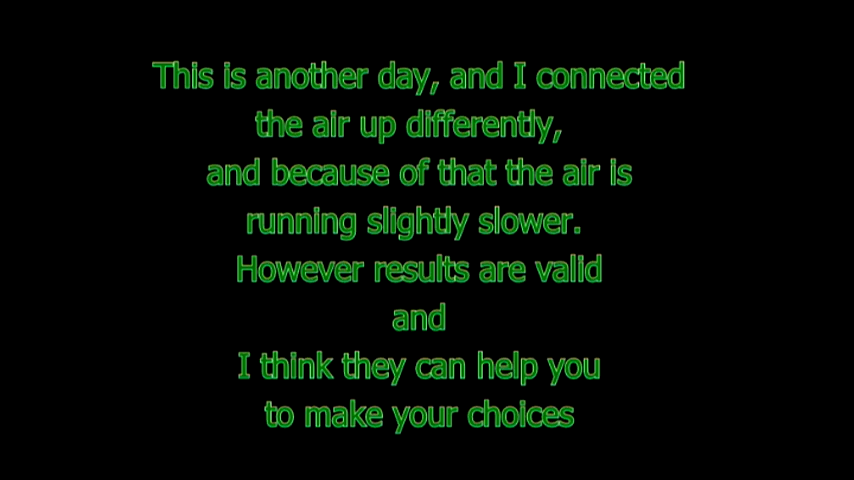 This is another day, and I connected
the air up differently,
and because of that the air is
running slightly slower.
However results are valid
and
I think they can help you
to make your choices